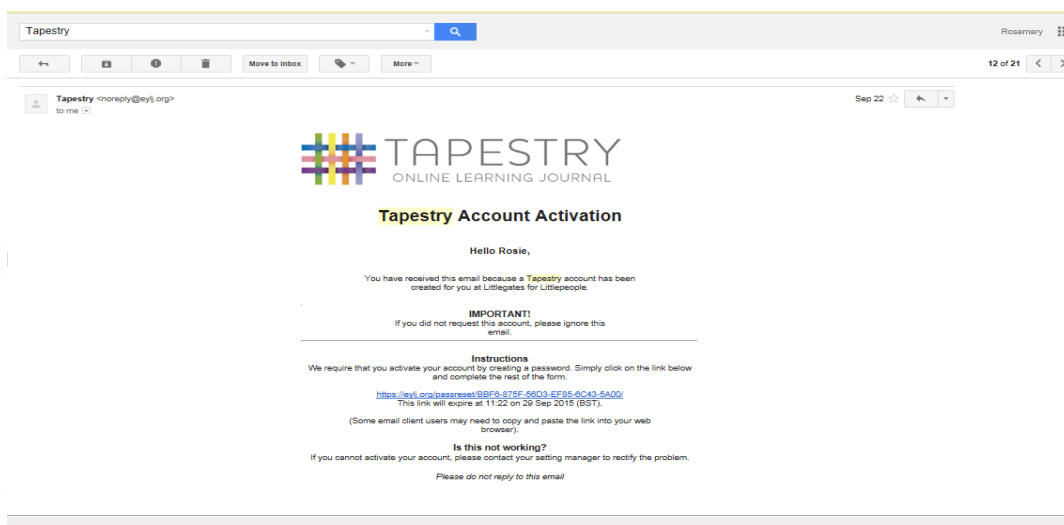 Tapestry
Rosemary
Move to Inbox
More
12 of 21
Tapestry <noreply@eylj.org>
Sep 22
to me
TAPESTRY
ONLINE LEARNING JOURNAL
Tapestry Account Activation
Hello Rosie,
You have received this email because a Tapestry account has been
created for you at Littlegates for Littlepeople.
IMPORTANT!
If you did not request this account, please ignore this
email.
Instructions
We require that you activate your account by creating a password. Simply click on the link below
and complete the rest of the form.
https://eylj.org/passreset/BBF6-875F-56D3-EF85-6C43-5A00/
This link will expire at 11:22 on 29 Sep 2015 (BST).
(Some email client users may need to copy and paste the link into your web
browser).
Is this not working?
If you cannot activate your account, please contact your setting manager to rectify the problem.
Please do not reply to this email